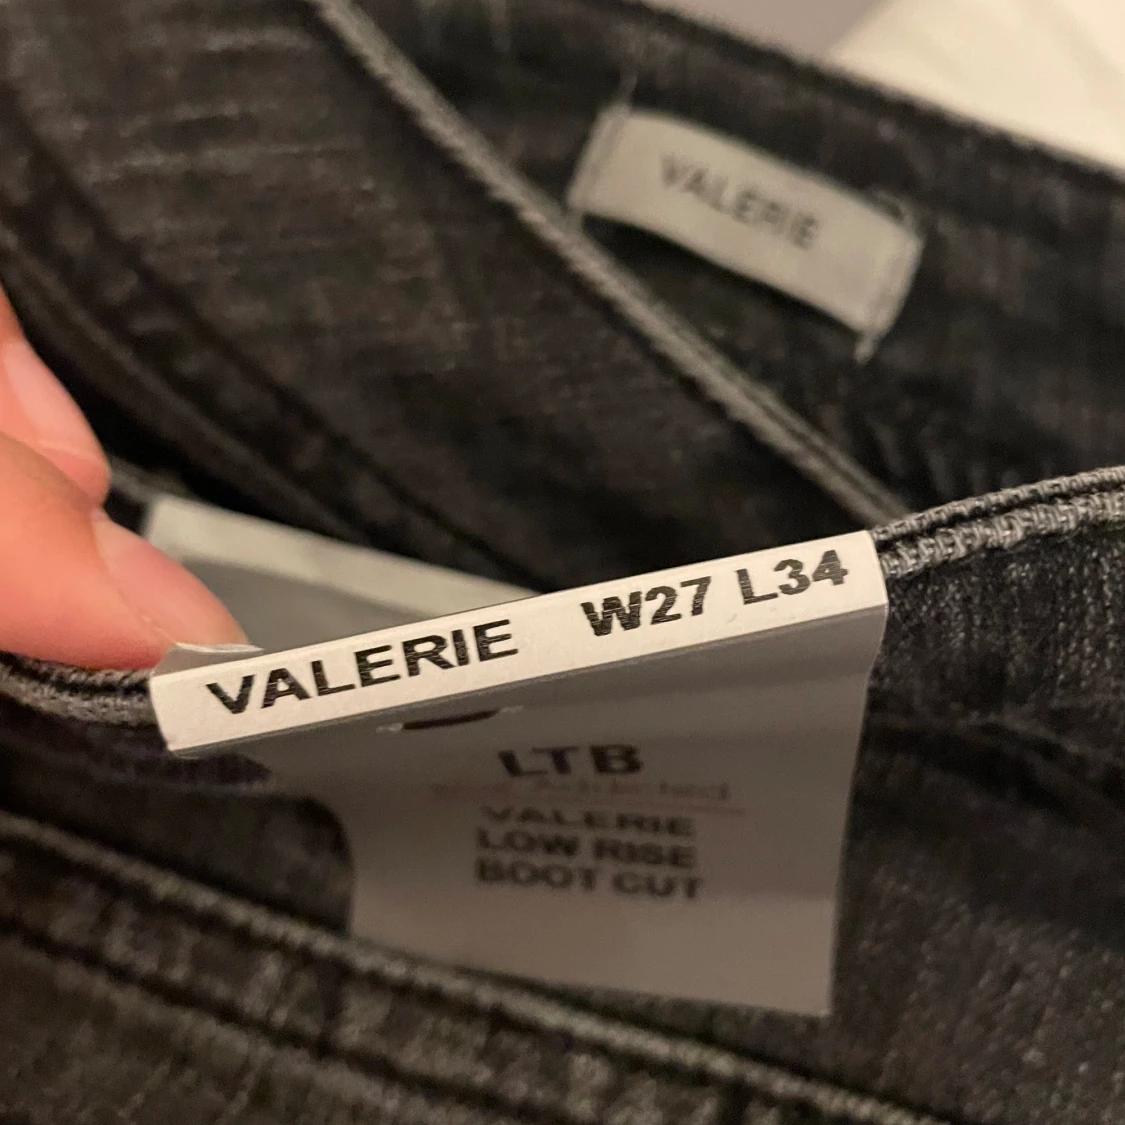 VALERIE
VALERIE W27 L34
LTB
VALERIE
LOW RISE
BOOT CUT